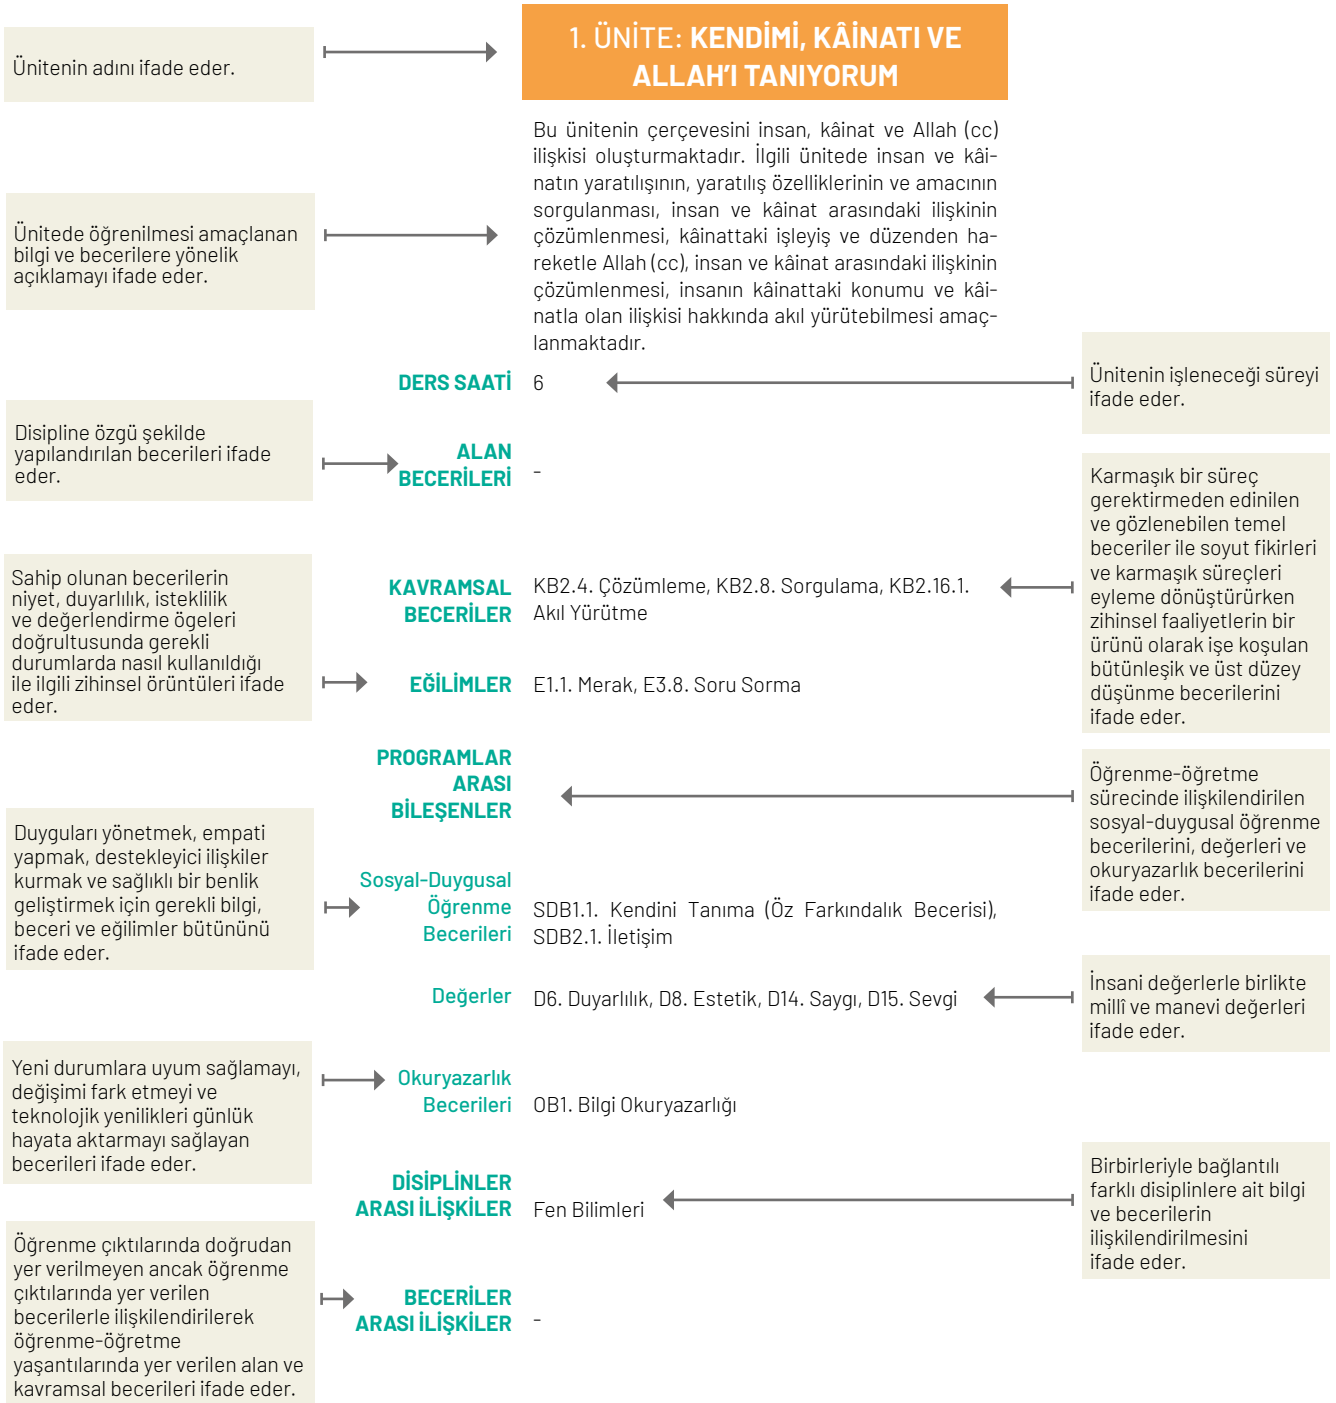 Ünitenin adını ifade eder.
1. ÜNİTE: KENDİMİ, KÂİNATI VE
ALLAH'I TANIYORUM
Ünitede öğrenilmesi amaçlanan
bilgi ve becerilere yönelik
açıklamayı ifade eder.
Bu ünitenin çerçevesini insan, kâinat ve Allah (cc)
ilişkisi oluşturmaktadır. İlgili ünitede insan ve kâi-
natın yaratılışının, yaratılış özelliklerinin ve amacının
sorgulanması, insan ve kâinat arasındaki ilişkinin
çözümlenmesi, kâinattaki işleyiş ve düzenden ha-
reketle Allah (cc), insan ve kâinat arasındaki ilişkinin
çözümlenmesi, insanın kâinattaki konumu ve kâi-
natla olan ilişkisi hakkında akıl yürütebilmesi amaç-
lanmaktadır.
DERS SAATİ 6
Ünitenin işleneceği süreyi
ifade eder.
Disipline özgü şekilde
yapılandırılan becerileri ifade
eder.
ALAN
BECERİLERİ -
Karmaşık bir süreç
gerektirmeden edinilen
ve gözlenebilen temel
beceriler ile soyut fikirleri
ve karmaşık süreçleri
eyleme dönüştürürken
zihinsel faaliyetlerin bir
ürünü olarak işe koşulan
bütünleşik ve üst düzey
düşünme becerilerini
ifade eder.
KAVRAMSAL
BECERİLER
KB2.4. Çözümleme, KB2.8. Sorgulama, KB2.16.1.
Akıl Yürütme
Sahip olunan becerilerin
niyet, duyarlılık, isteklilik
ve değerlendirme ögeleri
doğrultusunda gerekli
durumlarda nasıl kullanıldığı
ile ilgili zihinsel örüntüleri ifade
eder.
EĞİLİMLER E1.1. Merak, E3.8. Soru Sorma
PROGRAMLAR
ARASI
BİLEŞENLER
Öğrenme-öğretme
sürecinde ilişkilendirilen
sosyal-duygusal öğrenme
becerilerini, değerleri ve
okuryazarlık becerilerini
ifade eder.
Duyguları yönetmek, empati
yapmak, destekleyici ilişkiler
kurmak ve sağlıklı bir benlik
geliştirmek için gerekli bilgi,
beceri ve eğilimler bütününü
ifade eder.
Sosyal-Duygusal
Öğrenme
Becerileri
SDB1.1. Kendini Tanıma (Öz Farkındalık Becerisi),
SDB2.1. İletişim
Değerler D6. Duyarlılık, D8. Estetik, D14. Saygı, D15. Sevgi
İnsani değerlerle birlikte
millî ve manevi değerleri
ifade eder.
Yeni durumlara uyum sağlamayı,
değişimi fark etmeyi ve
teknolojik yenilikleri günlük
hayata aktarmayı sağlayan
becerileri ifade eder.
Okuryazarlık
Becerileri OB1. Bilgi Okuryazarlığı
DİSİPLİNLER
ARASI İLİŞKİLER Fen Bilimleri
Birbirleriyle bağlantılı
farklı disiplinlere ait bilgi
ve becerilerin
ilişkilendirilmesini
ifade eder.
Öğrenme çıktılarında doğrudan
yer verilmeyen ancak öğrenme
çıktılarında yer verilen
becerilerle ilişkilendirilerek
öğrenme-öğretme
yaşantılarında yer verilen alan ve
kavramsal becerileri ifade eder.
BECERİLER
ARASI İLİŞKİLER -